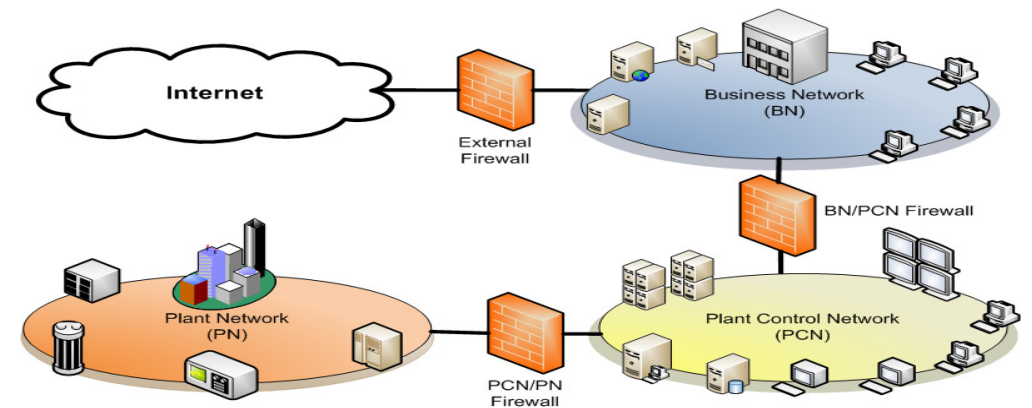 Internet
External
Firewall
Business Network
(BN)
BN/PCN Firewall
Plant Network
(PN)
PCN/PN
Firewall
Plant Control Network
(PCN)